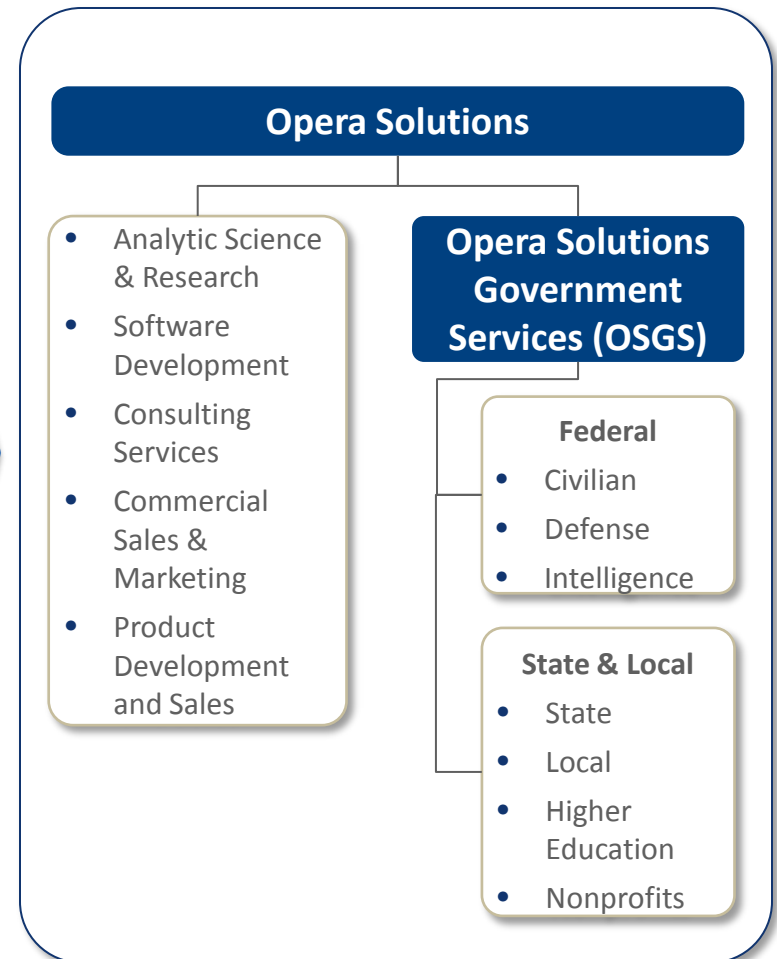 Opera Solutions
• Analytic Science
& Research
• Software
Development
• Consulting
Services
• Commercial
Sales &
Marketing
• Product
Development
and Sales
Opera Solutions
Government
Services (OSGS)
Federal
• Civilian
• Defense
• Intelligence
State & Local
• State
• Local
• Higher
Education
• Nonprofits